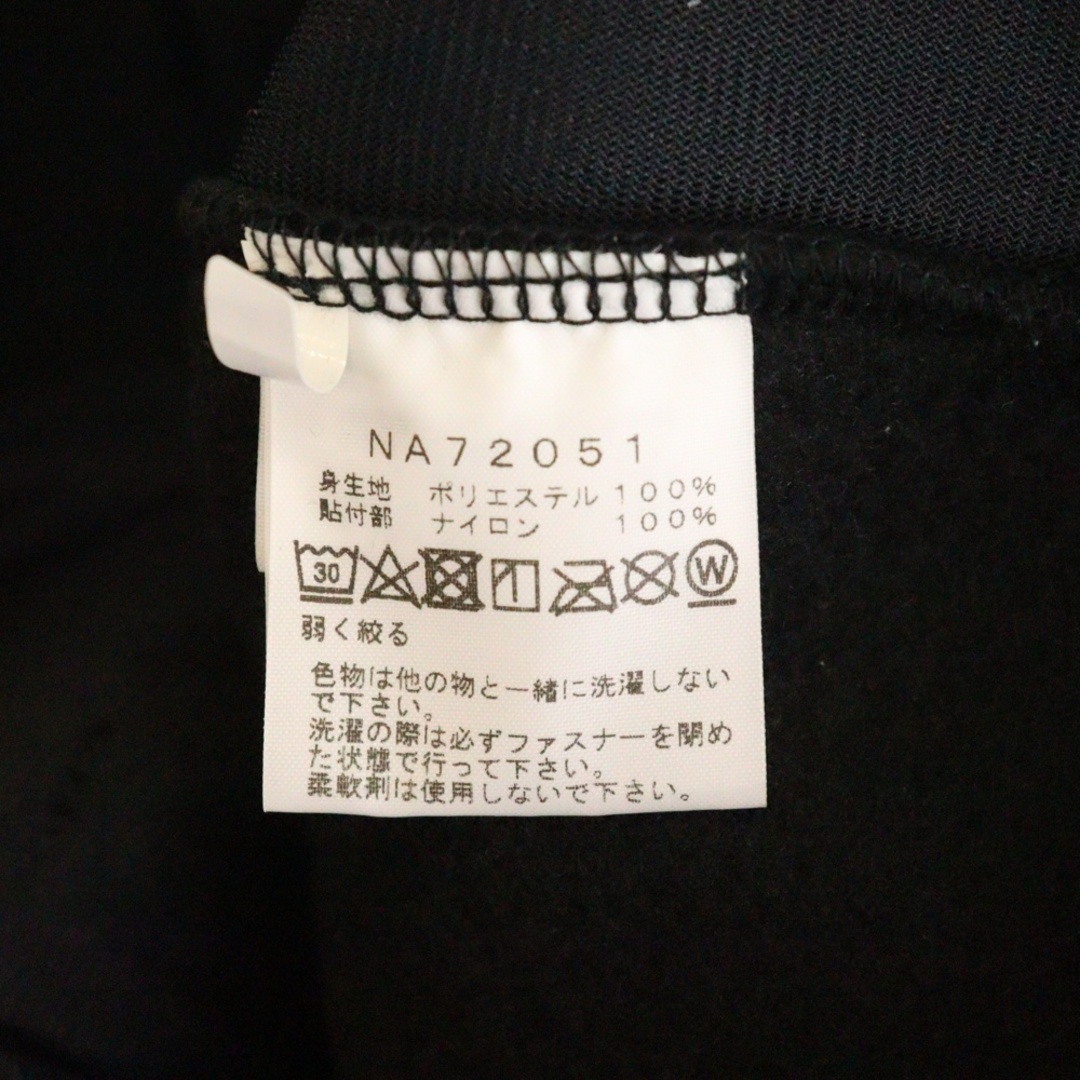 NA72051
身生地 ポリエステル 100%
貼付部 ナイロン 100%
30 W
弱く絞る
色物は他の物と一緒に洗濯しない
で下さい。
洗濯の際は必ずファスナーを閉め
た状態で行って下さい。
柔軟剤は使用しないで下さい。